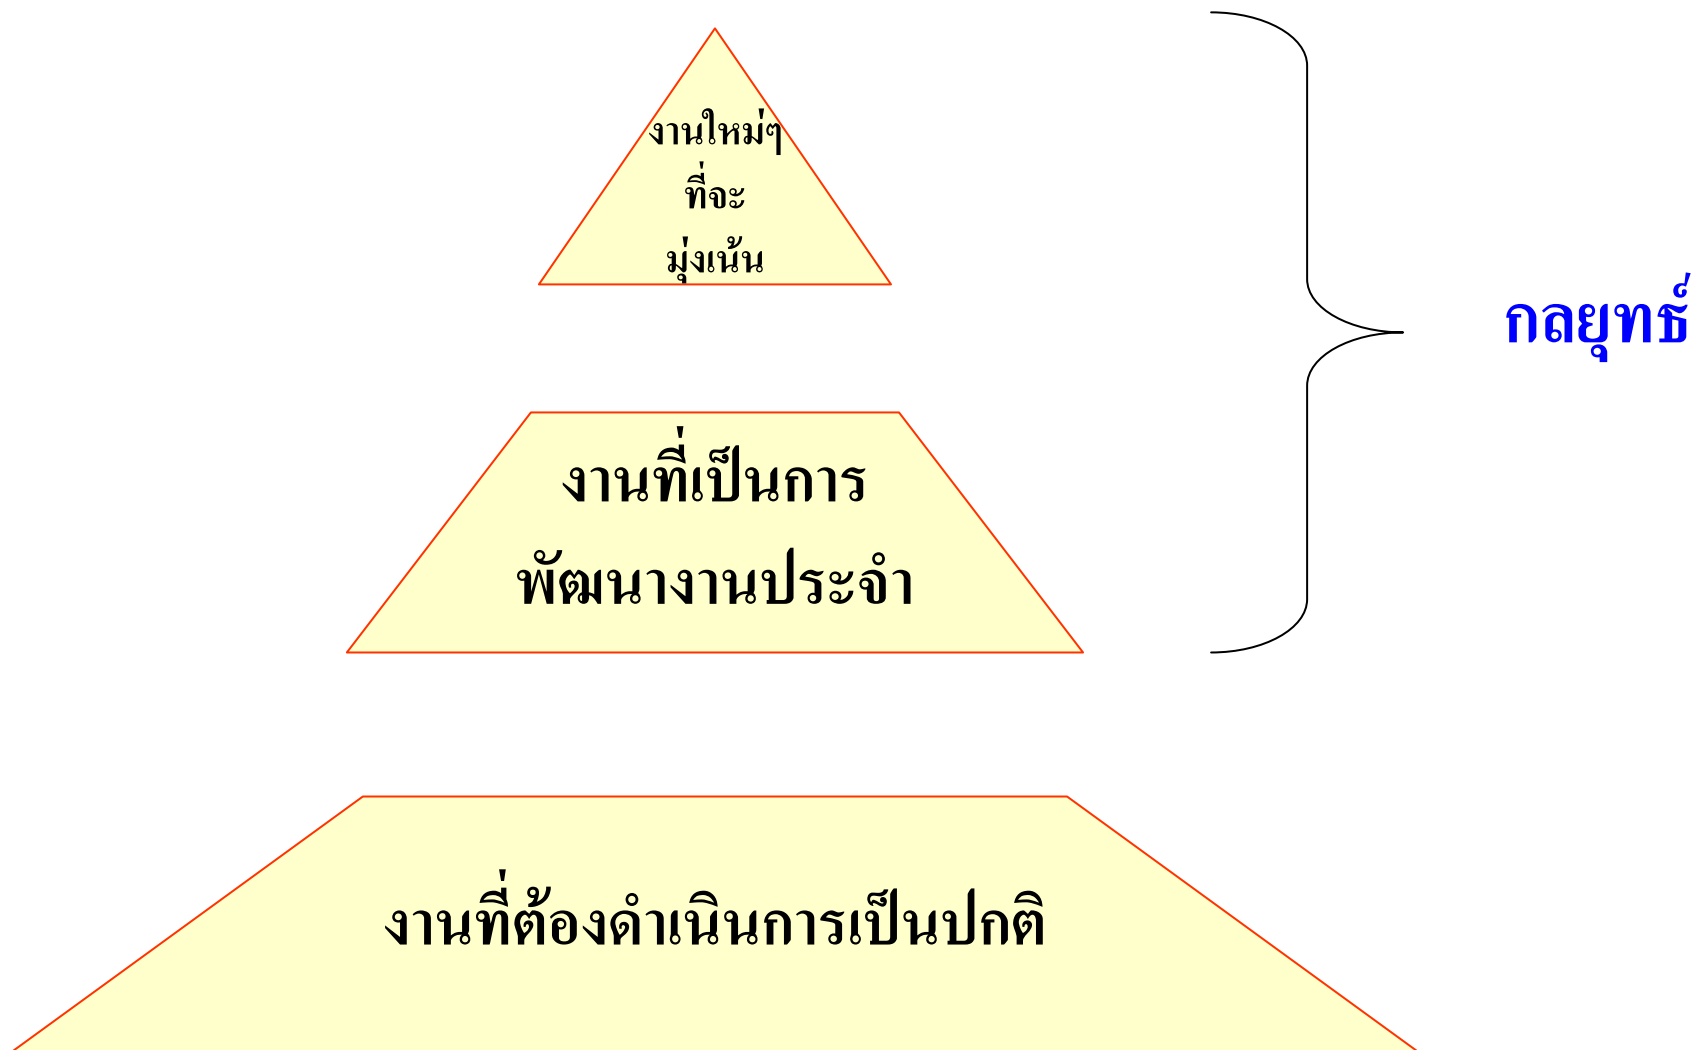 งานใหม่ๆ
ที่จะ
มุ่งเน้น
กลยุทธ์
งานที่เป็นการ
พัฒนางานประจำ
งานที่ต้องดำเนินการเป็นปกติ